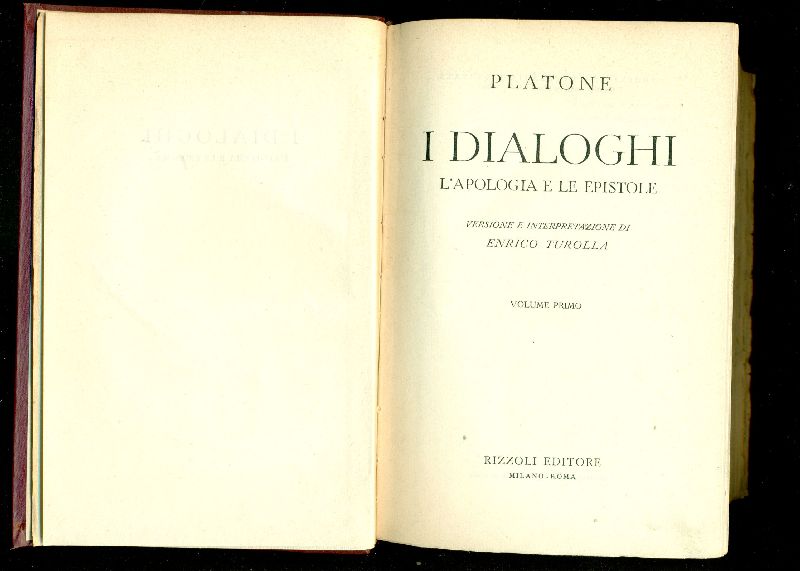 PLATONE
I DIALOGHI
L'APOLOGIA E LE EPISTOLE
VERSIONE E INTERPRETAZIONE DI
ENRICO TUROLLA
VOLUME PRIMO
RIZZOLI EDITORE
MILANO-ROMA